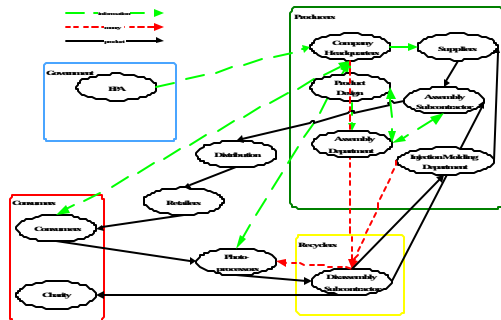 information
money
product
Producers
Company
Headquarters
Suppliers
Government
EPA
Product
Design
Assembly
Subcontractor
Assembly
Department
Injection/Molding
Department
Distribution
Retailers
Consumers
Consumers
Photo-
processors
Recyclers
Disassembly
Subcontractor
Charity